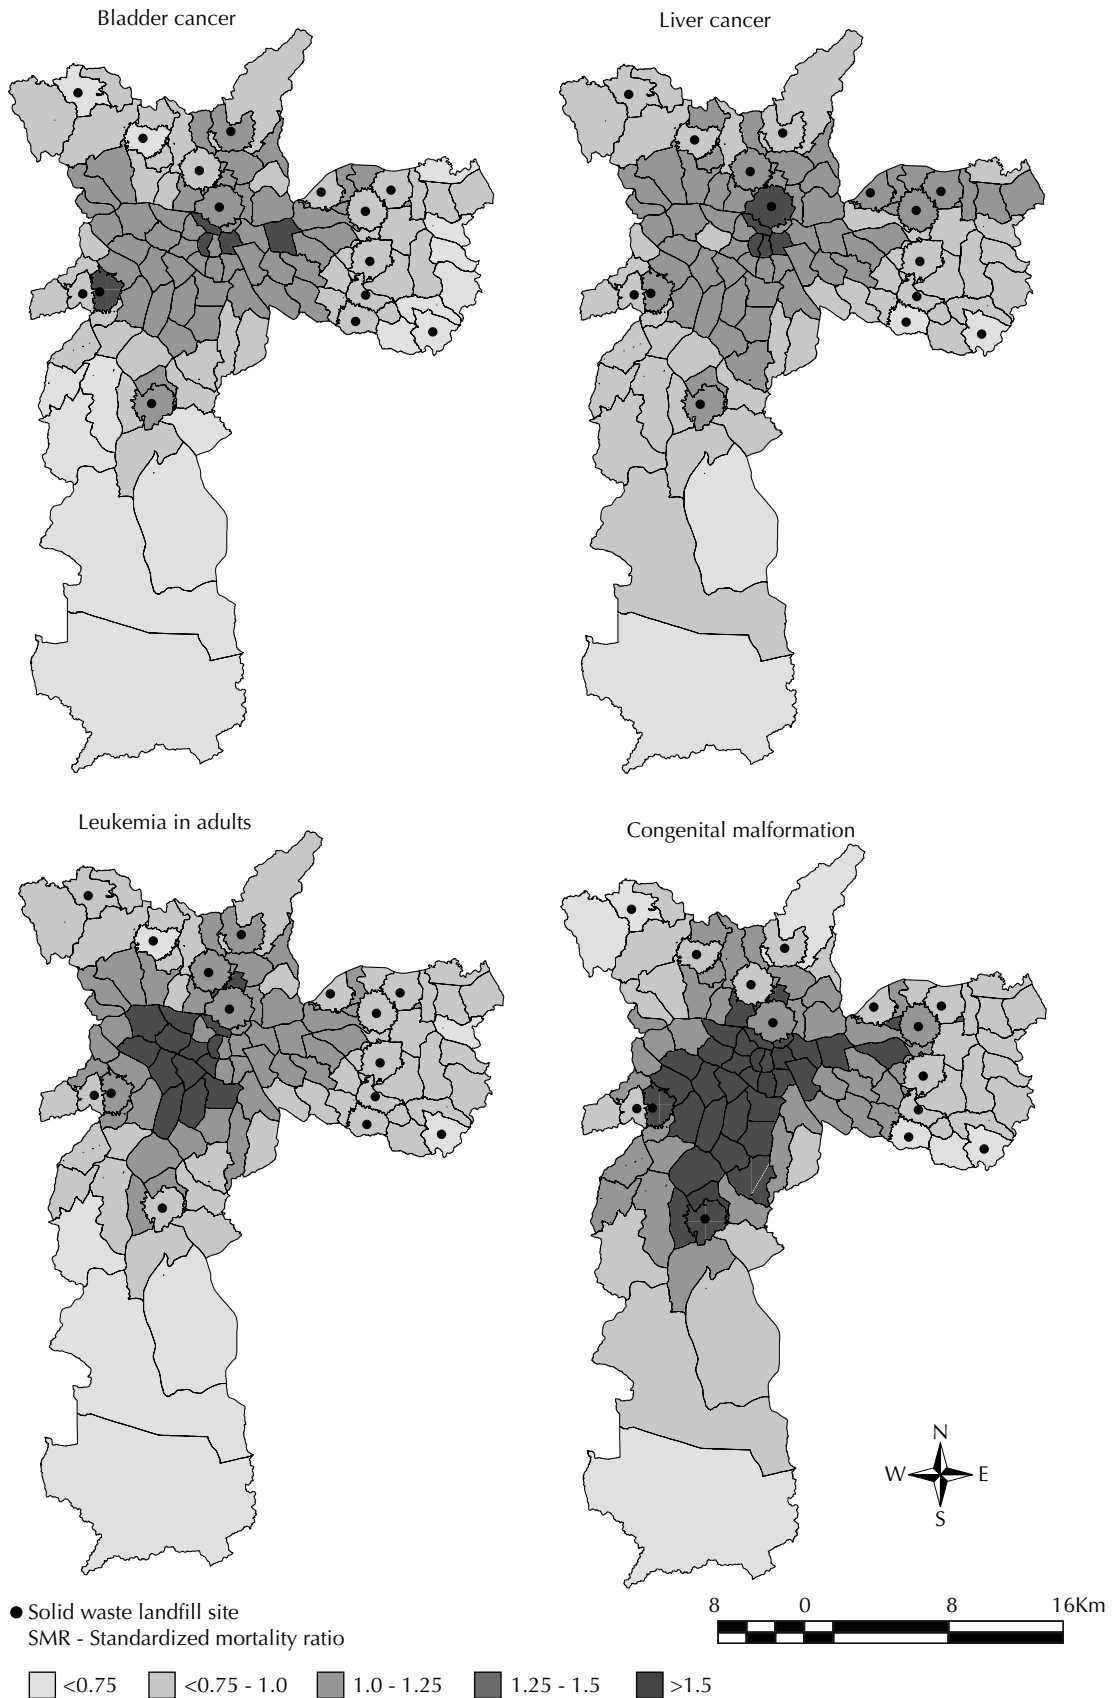 Bladder cancer
Liver cancer
Leukemia in adults
Congenital malformation
N
W E
S
Solid waste landfill site
SMR - Standardized mortality ratio
8 0 8 16Km
<0.75 <0.75 - 1.0 1.0 - 1.25 1.25 - 1.5 >1.5